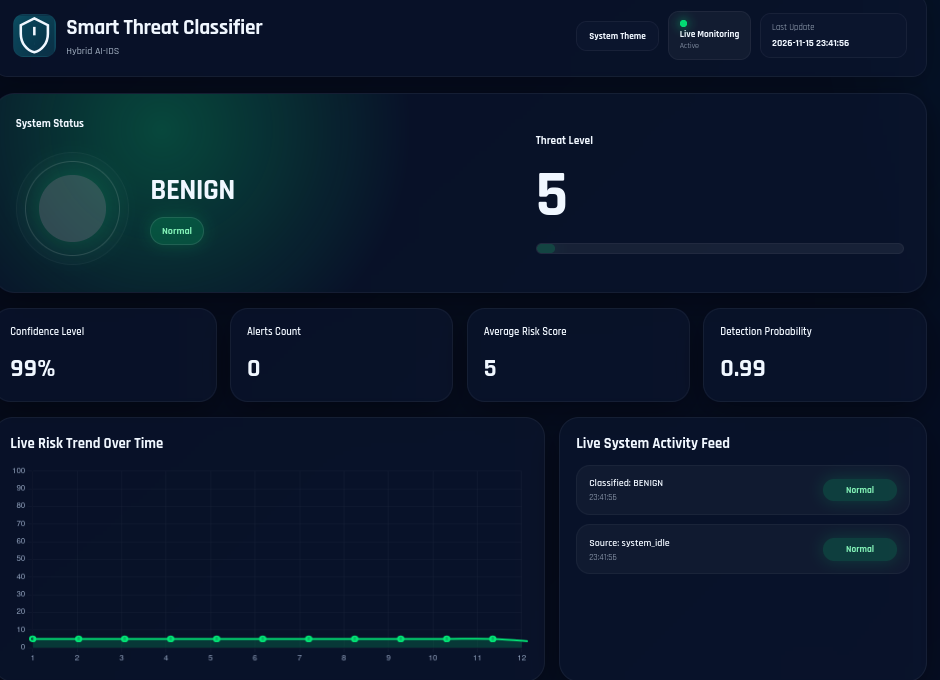 Smart Threat Classifier
Hybrid AI-IDS
System Theme
Live Monitoring
Active
Last Update
2026-11-15 23:41:56
System Status
BENIGN
Normal
Threat Level
5
Confidence Level
99%
Alerts Count
0
Average Risk Score
5
Detection Probability
0.99
Live Risk Trend Over Time
100
90
80
70
60
50
40
30
20
10
0
1 2 3 4 5 6 7 8 9 10 11 12
Live System Activity Feed
Classified: BENIGN
23:41:56
Normal
Source: system_idle
23:41:56
Normal